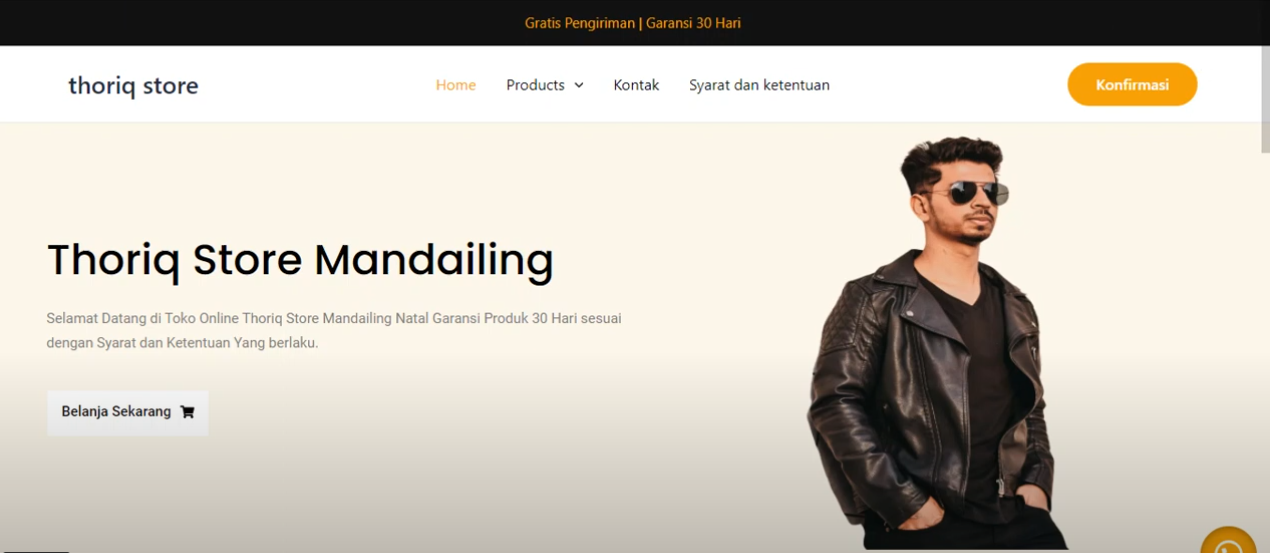 Gratis Pengiriman | Garansi 30 Hari
thoriq store
Home
Products
Kontak
Syarat dan ketentuan
Konfirmasi
Thoriq Store Mandailing
Selamat Datang di Toko Online Thoriq Store Mandailing Natal Garansi Produk 30 Hari sesuai
dengan Syarat dan Ketentuan Yang berlaku.
Belanja Sekarang